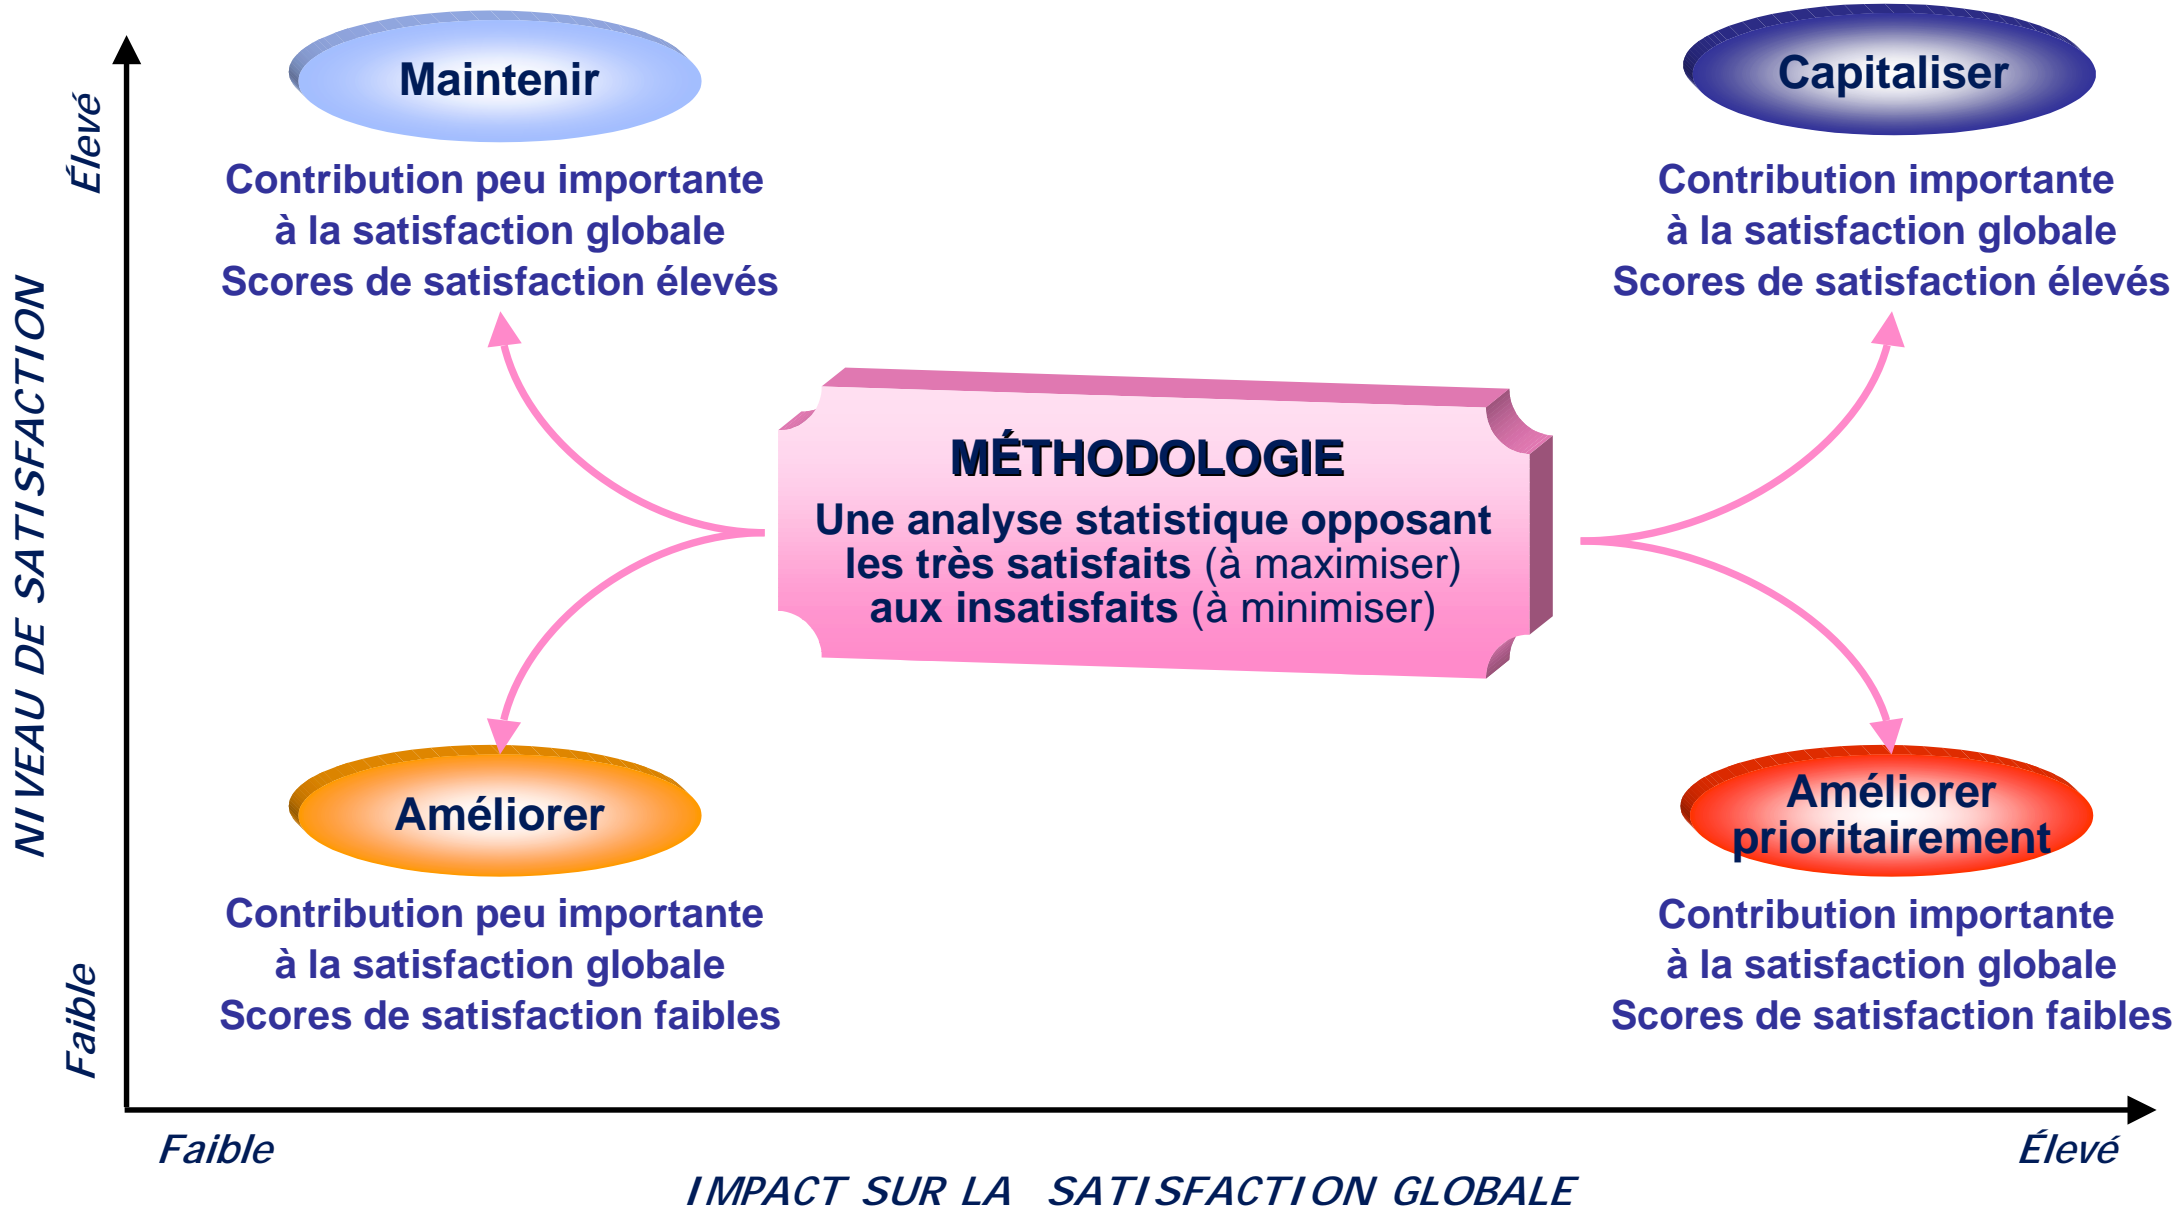 Élevé
NIVEAU DE SATISFACTION
Faible
Maintenir
Contribution peu importante
à la satisfaction globale
Scores de satisfaction élevés
Capitaliser
Contribution importante
à la satisfaction globale
Scores de satisfaction élevés
MÉTHODOLOGIE
Une analyse statistique opposant
les très satisfaits (à maximiser)
aux insatisfaits (à minimiser)
Améliorer
Contribution peu importante
à la satisfaction globale
Scores de satisfaction faibles
Améliorer
prioritairement
Contribution importante
à la satisfaction globale
Scores de satisfaction faibles
Faible
Élevé
IMPACT SUR LA SATISFACTION GLOBALE